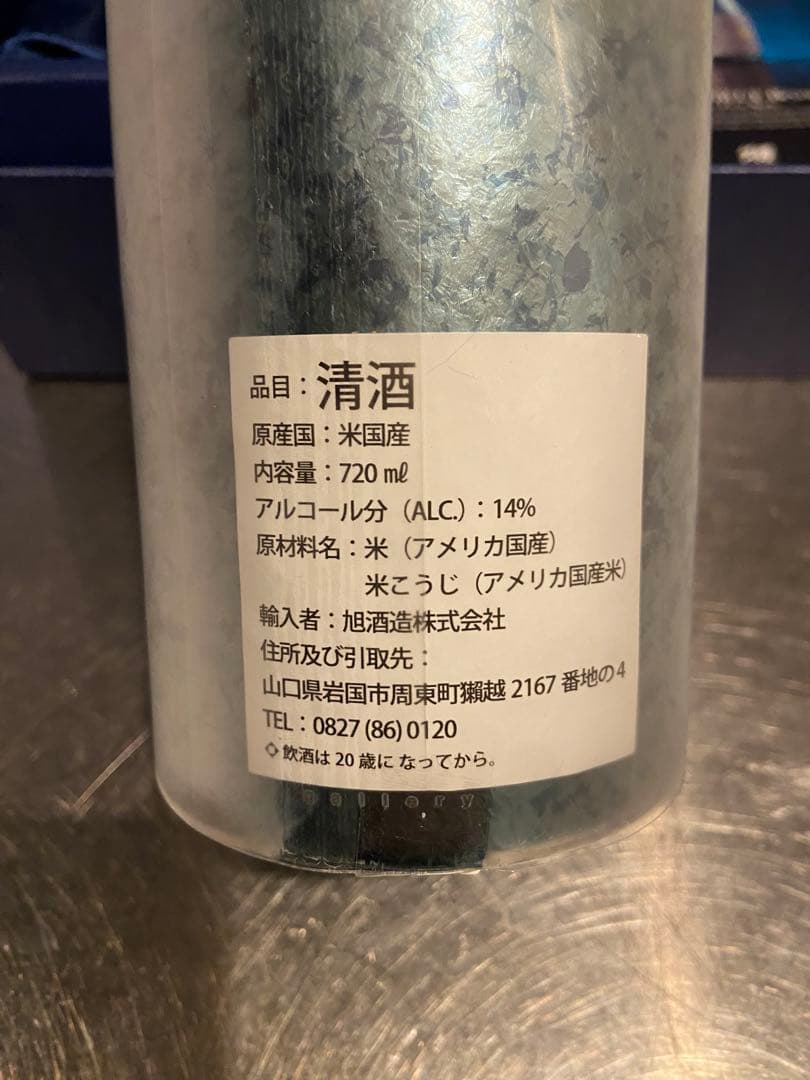 品目：清酒
原産国：米国産
内容量：720 ㎖
アルコール分（ALC.）：14%
原材料名：米（アメリカ国産）
米こうじ（アメリカ国産米）
輸入者：旭酒造株式会社
住所及び引取先：
山口県岩国市周東町獺越 2167 番地の4
TEL：0827 (86) 0120
飲酒は 20 歳に なってから。
Gallery